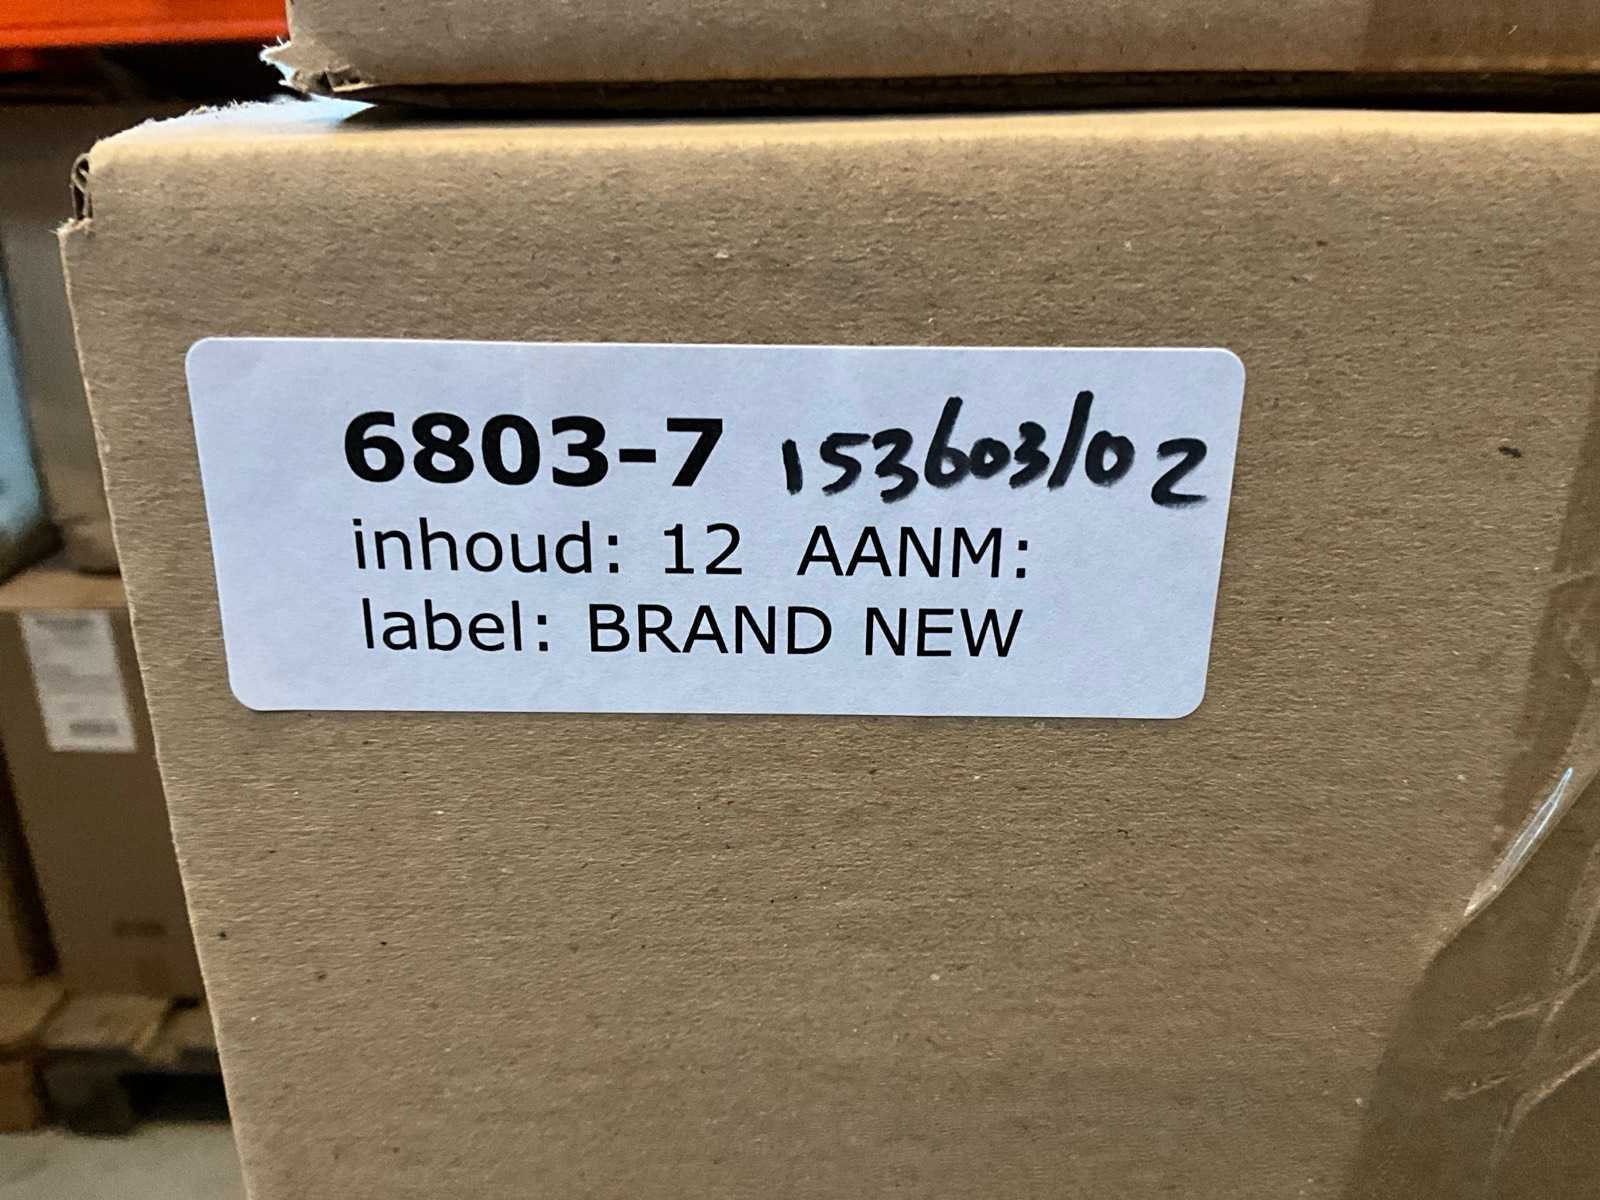 6803-7 153603/02
inhoud: 12 AANM:
label: BRAND NEW